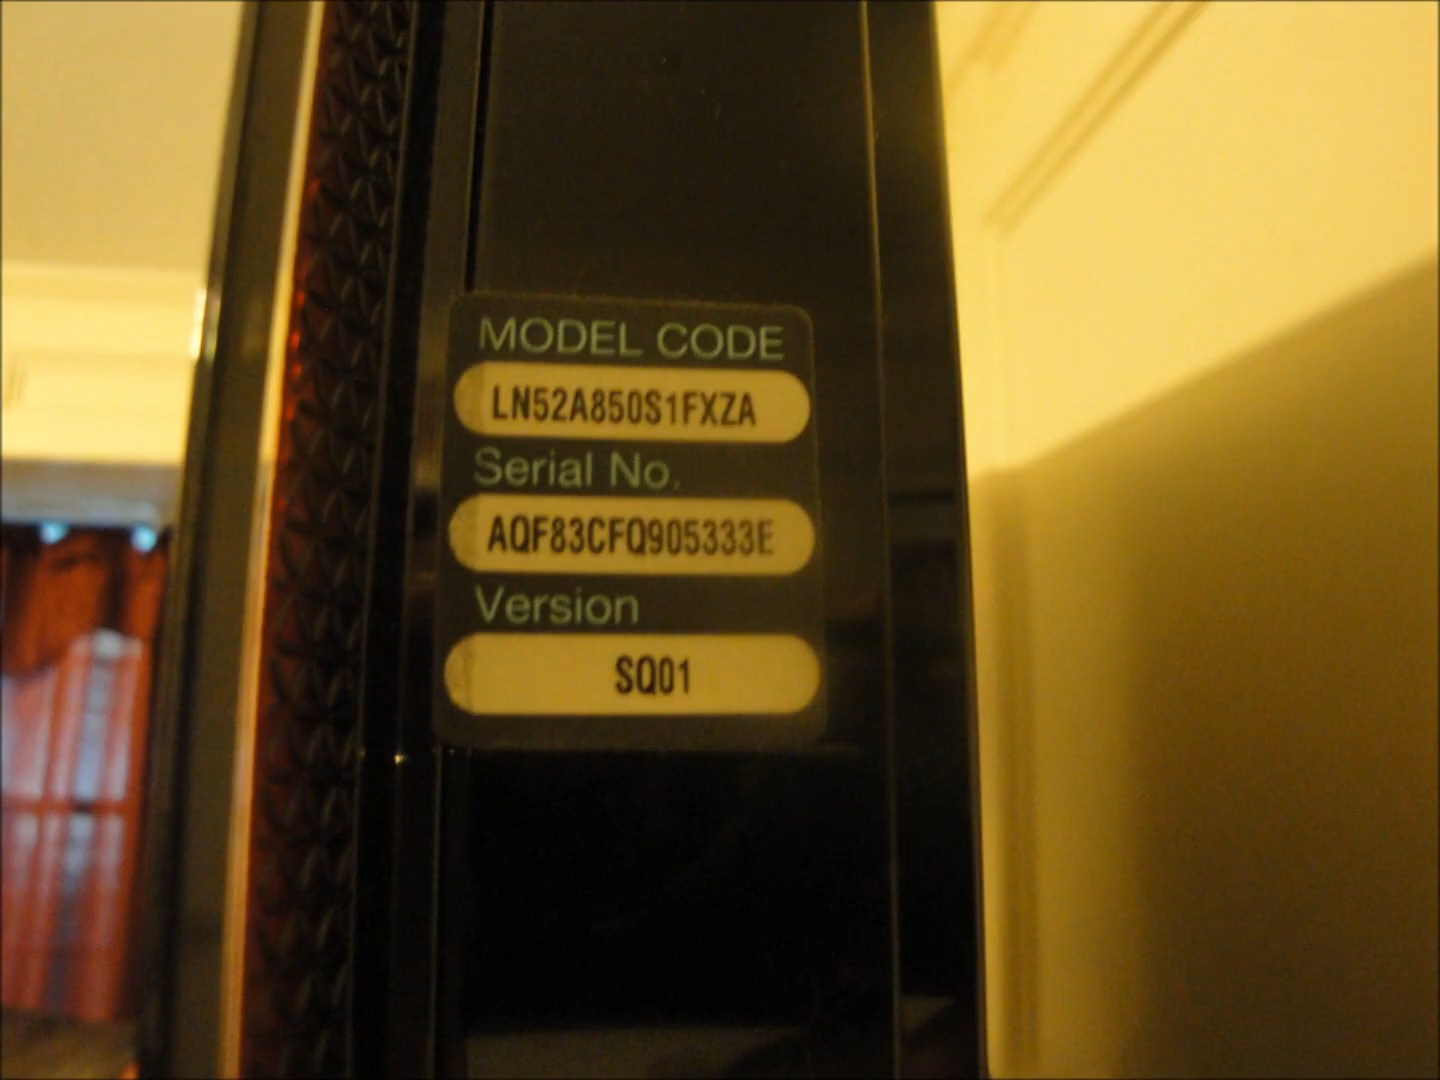 MODEL CODE
LN52A850S1FXZA
Serial No.
AQF83CFQ905333E
Version
SQ01